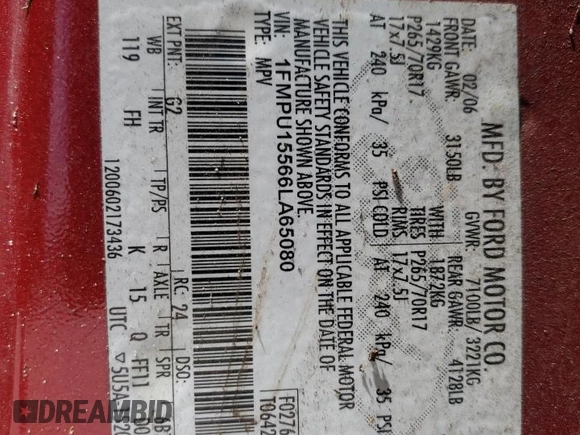 MFD. BY FORD MOTOR CO.
DATE: 02/06 GVWR: 7100LB/ 3221KG
FRONT GAWR: 3150LB REAR GAWR: 4128LB
1429KG WITH 1872KG
P265/70R17 TIRES P265/70R17
17x7.5J RIMS 17x7.5J
AT 240 kPa/ 35 PSI COLD AT 240 kPa/ 35 PSI
THIS VEHICLE CONFORMS TO ALL APPLICABLE FEDERAL MOTOR
VEHICLE SAFETY STANDARDS IN EFFECT ON THE DATE OF
MANUFACTURE SHOWN ABOVE.
VIN: 1FMPU15566LA65080
TYPE: MPV
F0276
T0642
EXT PNT: G2 RC: 24 DSO:
WB INT TR TP/PS R AXLE TR SPR
119 FH K 15 Q FF11
1200602173436 UTC
DREAMBID